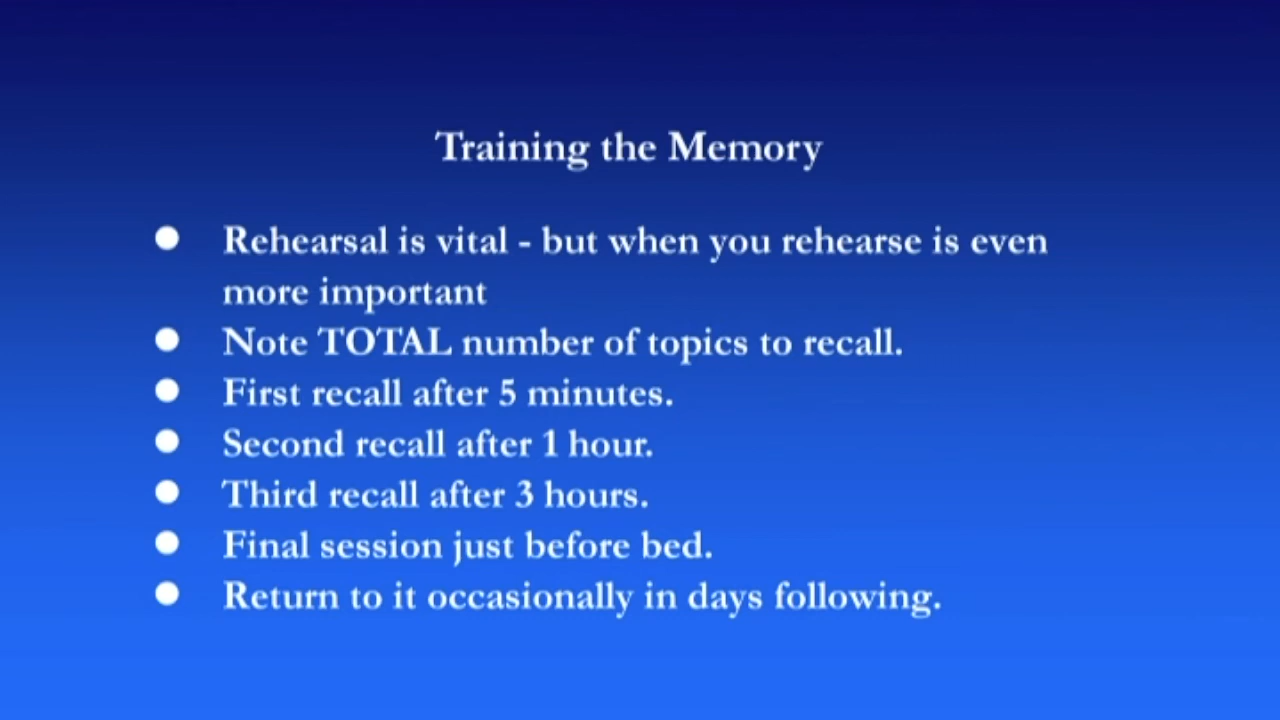 Training the Memory
● Rehearsal is vital - but when you rehearse is even
more important
● Note TOTAL number of topics to recall.
● First recall after 5 minutes.
● Second recall after 1 hour.
● Third recall after 3 hours.
● Final session just before bed.
● Return to it occasionally in days following.